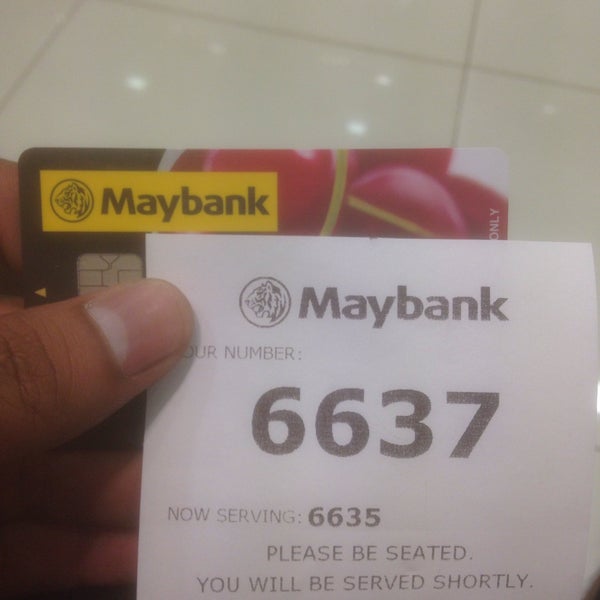 Maybank
ONLY
Maybank
OUR NUMBER:
6637
NOW SERVING: 6635
PLEASE BE SEATED.
YOU WILL BE SERVED SHORTLY.